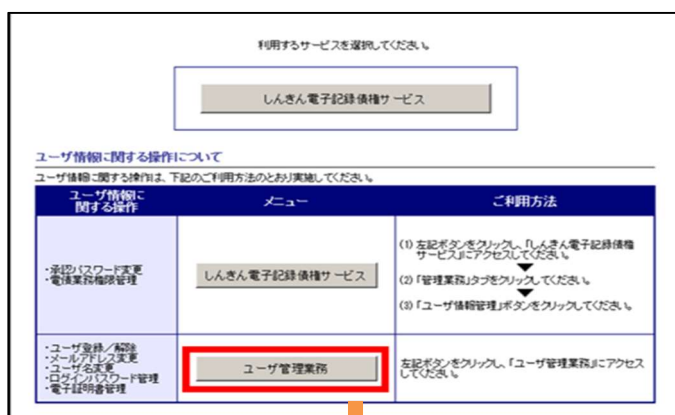 利用するサービスを選択してください。
しんきん電子記録債権サービス
ユーザ情報に関する操作について
ユーザ情報に関する操作は、下記のご利用方法のとおり実施してください。
ユーザ情報に
関する操作
メニュー
ご利用方法
・承認パスワード変更
・電債業務権限管理
しんきん電子記録債権サービス
(1) 左記ボタンをクリックし、「しんきん電子記録債権
サービス」にアクセスしてください。
(2) 「管理業務」タブをクリックしてください。
(3) 「ユーザ情報管理」ボタンをクリックしてください。
・ユーザ登録/解除
・メールアドレス変更
・ユーザ名変更
・ログインパスワード管理
・電子証明書管理
ユーザ管理業務
左記ボタンをクリックし、「ユーザ管理業務」にアクセス
してください。